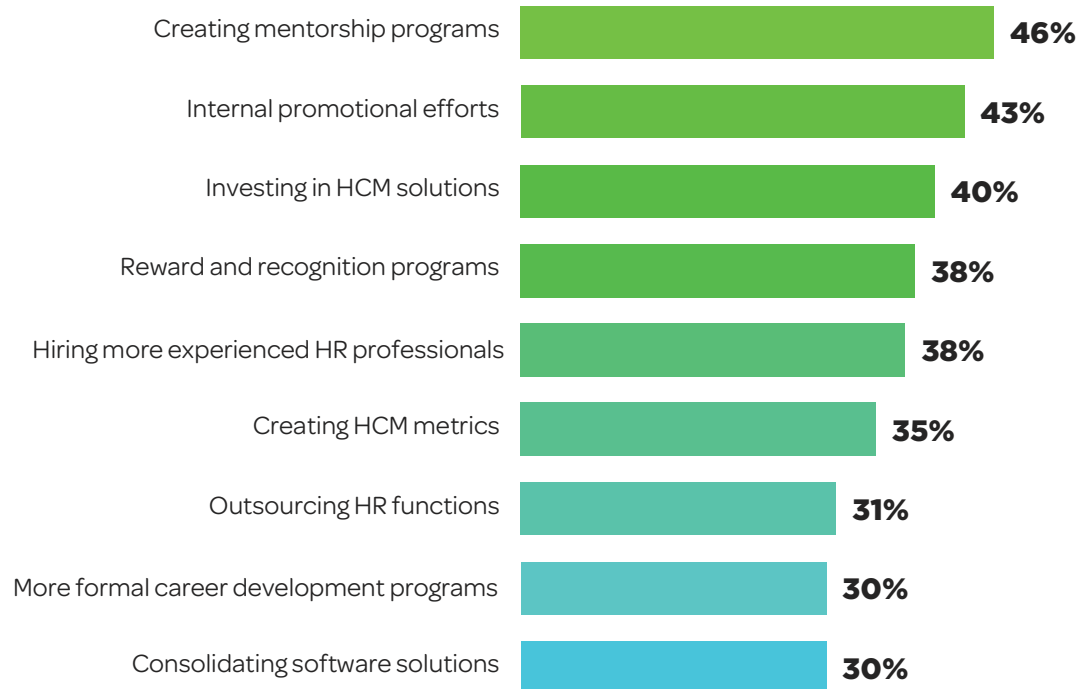 Creating mentorship programs 46%
Internal promotional efforts 43%
Investing in HCM solutions 40%
Reward and recognition programs 38%
Hiring more experienced HR professionals 38%
Creating HCM metrics 35%
Outsourcing HR functions 31%
More formal career development programs 30%
Consolidating software solutions 30%